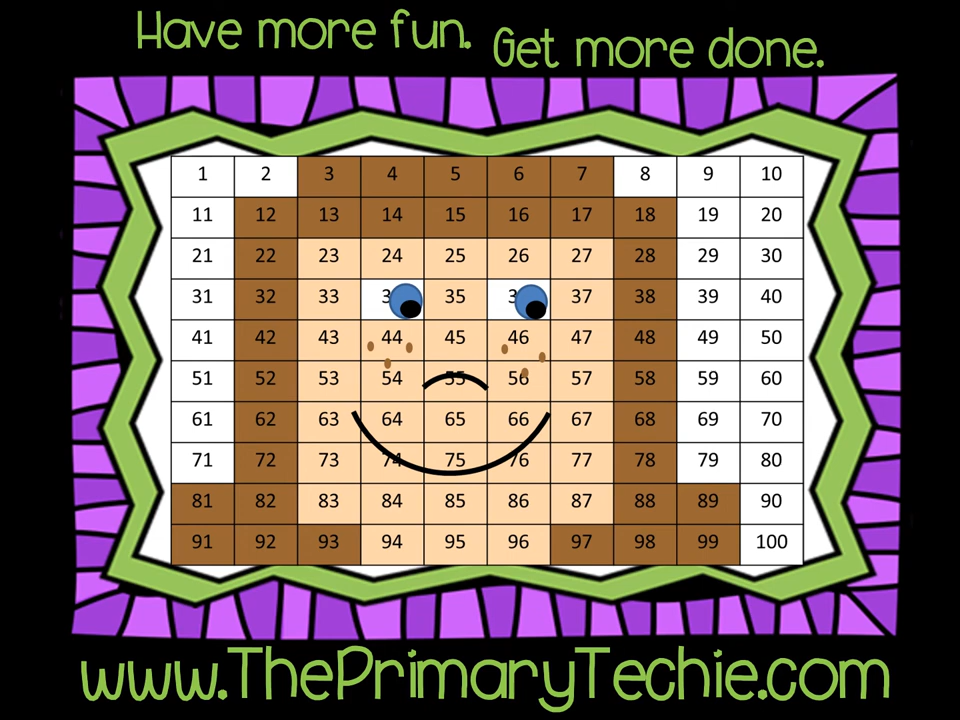 Have more fun. Get more done.
1 2 3 4 5 6 7 8 9 10
11 12 13 14 15 16 17 18 19 20
21 22 23 24 25 26 27 28 29 30
31 32 33 3 35 3 37 38 39 40
41 42 43 44 45 46 47 48 49 50
51 52 53 54 55 56 57 58 59 60
61 62 63 64 65 66 67 68 69 70
71 72 73 74 75 76 77 78 79 80
81 82 83 84 85 86 87 88 89 90
91 92 93 94 95 96 97 98 99 100
www.ThePrimaryTechie.com